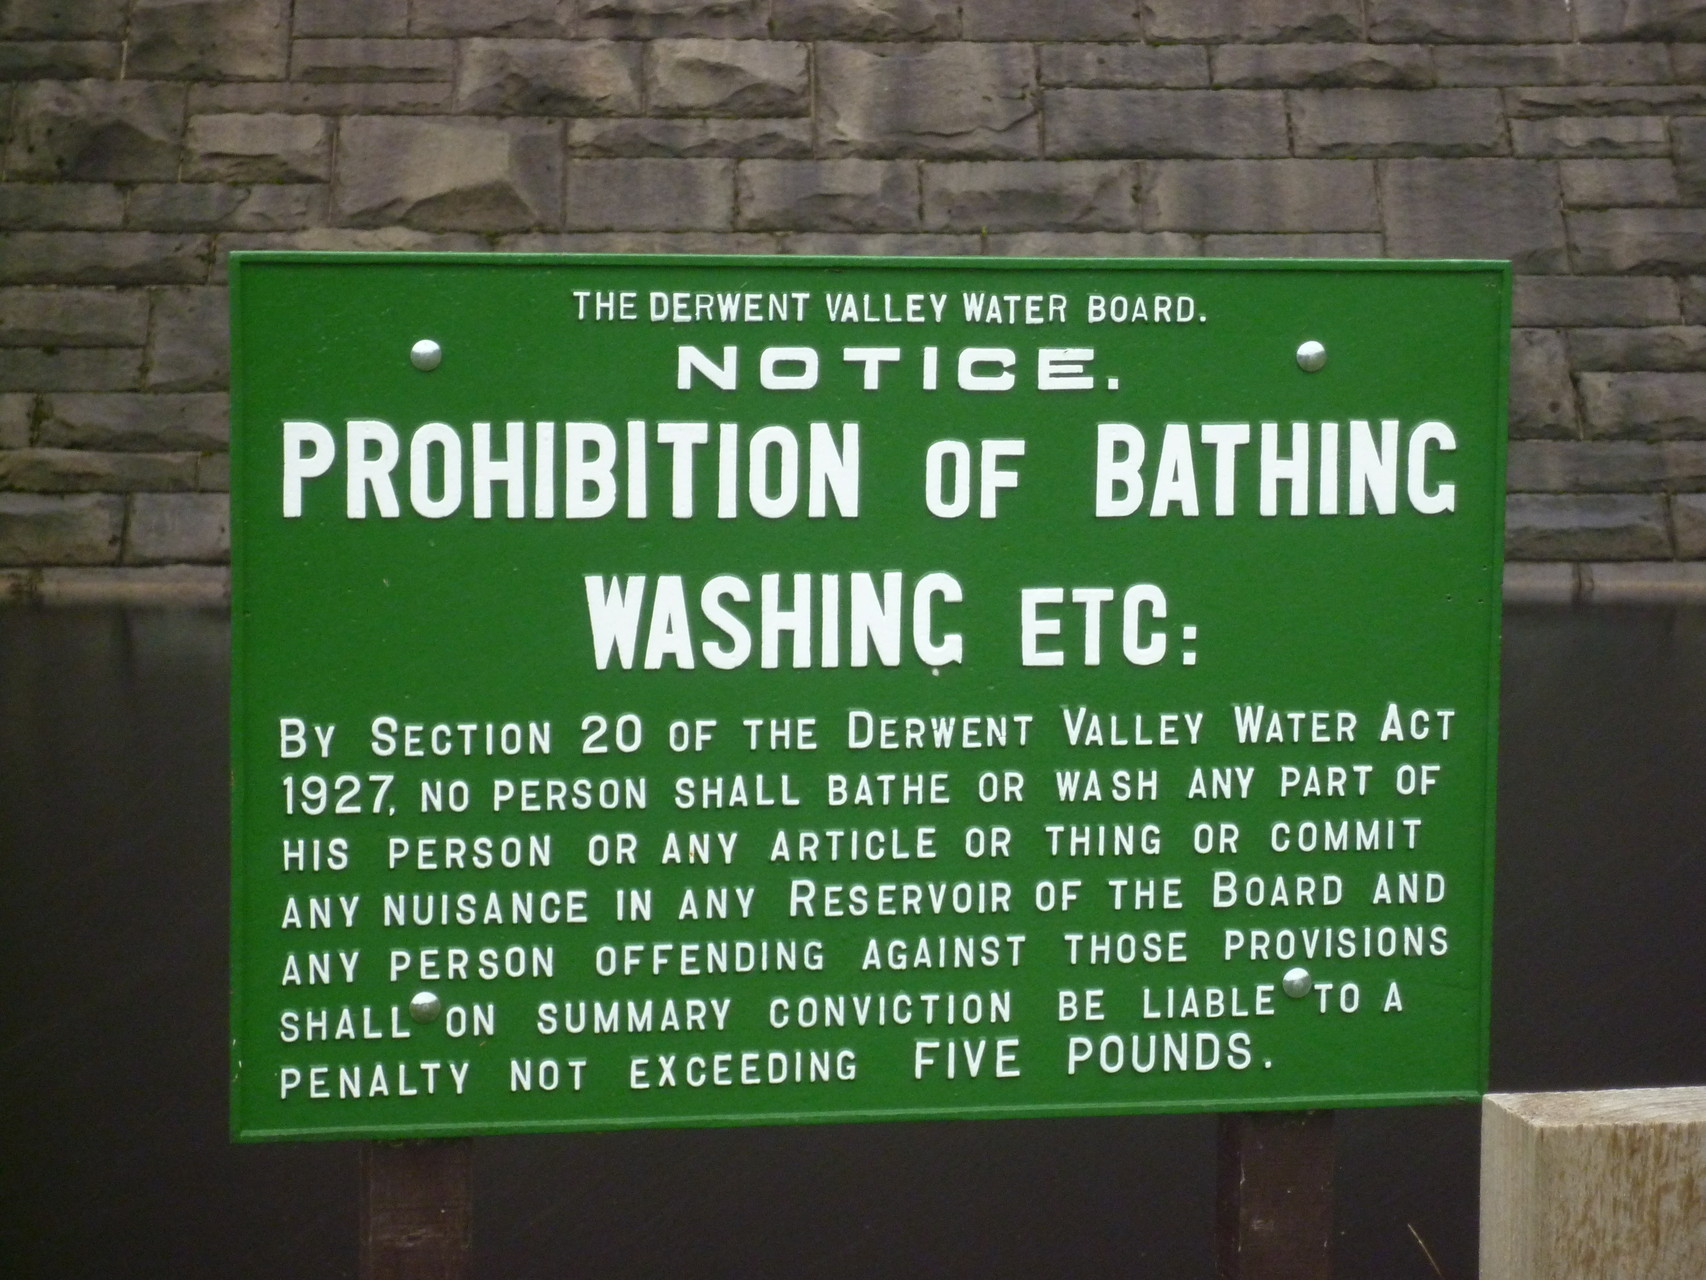 THE DERWENT VALLEY WATER BOARD.
NOTICE.
PROHIBITION OF BATHING
WASHING ETC:
BY SECTION 20 OF THE DERWENT VALLEY WATER ACT
1927, NO PERSON SHALL BATHE OR WASH ANY PART OF
HIS PERSON OR ANY ARTICLE OR THING OR COMMIT
ANY NUISANCE IN ANY RESERVOIR OF THE BOARD AND
ANY PERSON OFFENDING AGAINST THOSE PROVISIONS
SHALL ON SUMMARY CONVICTION BE LIABLE TO A
PENALTY NOT EXCEEDING FIVE POUNDS.